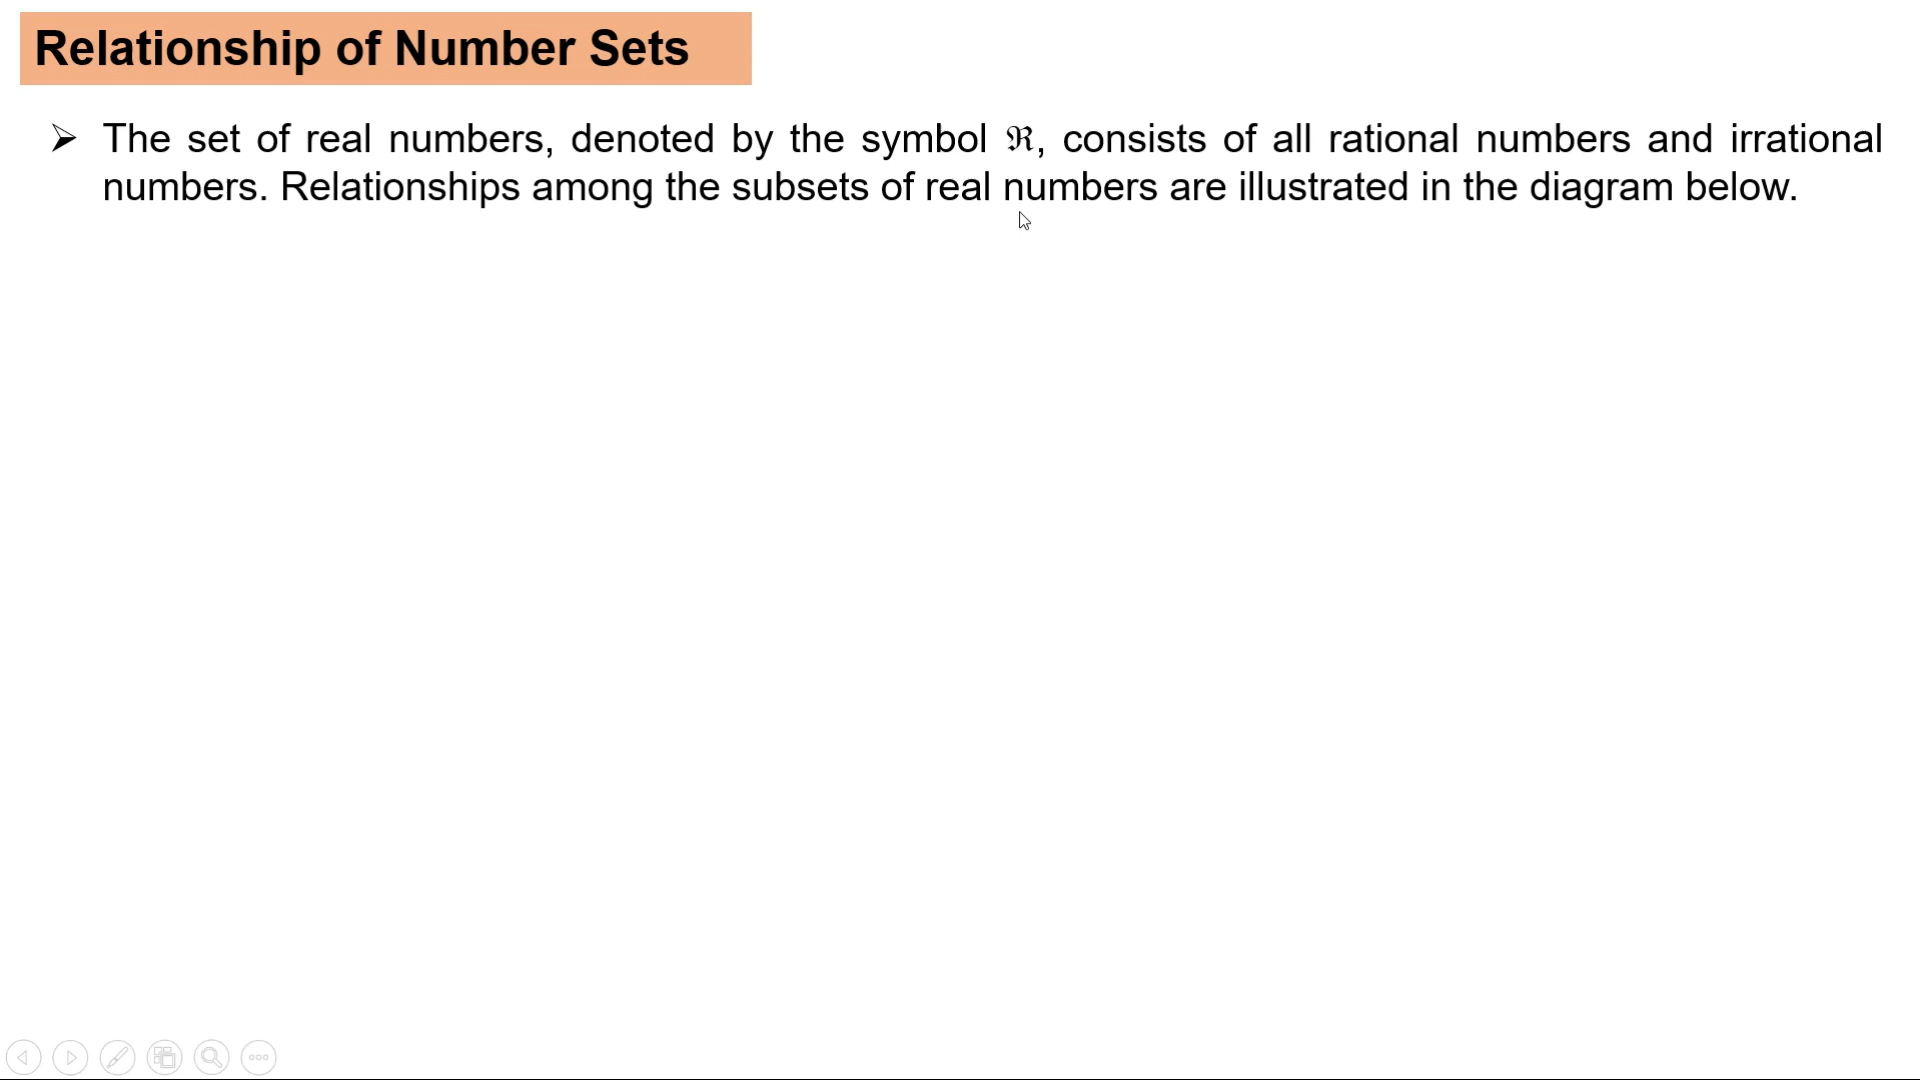 Relationship of Number Sets
➢ The set of real numbers, denoted by the symbol ℜ, consists of all rational numbers and irrational
numbers. Relationships among the subsets of real numbers are illustrated in the diagram below.